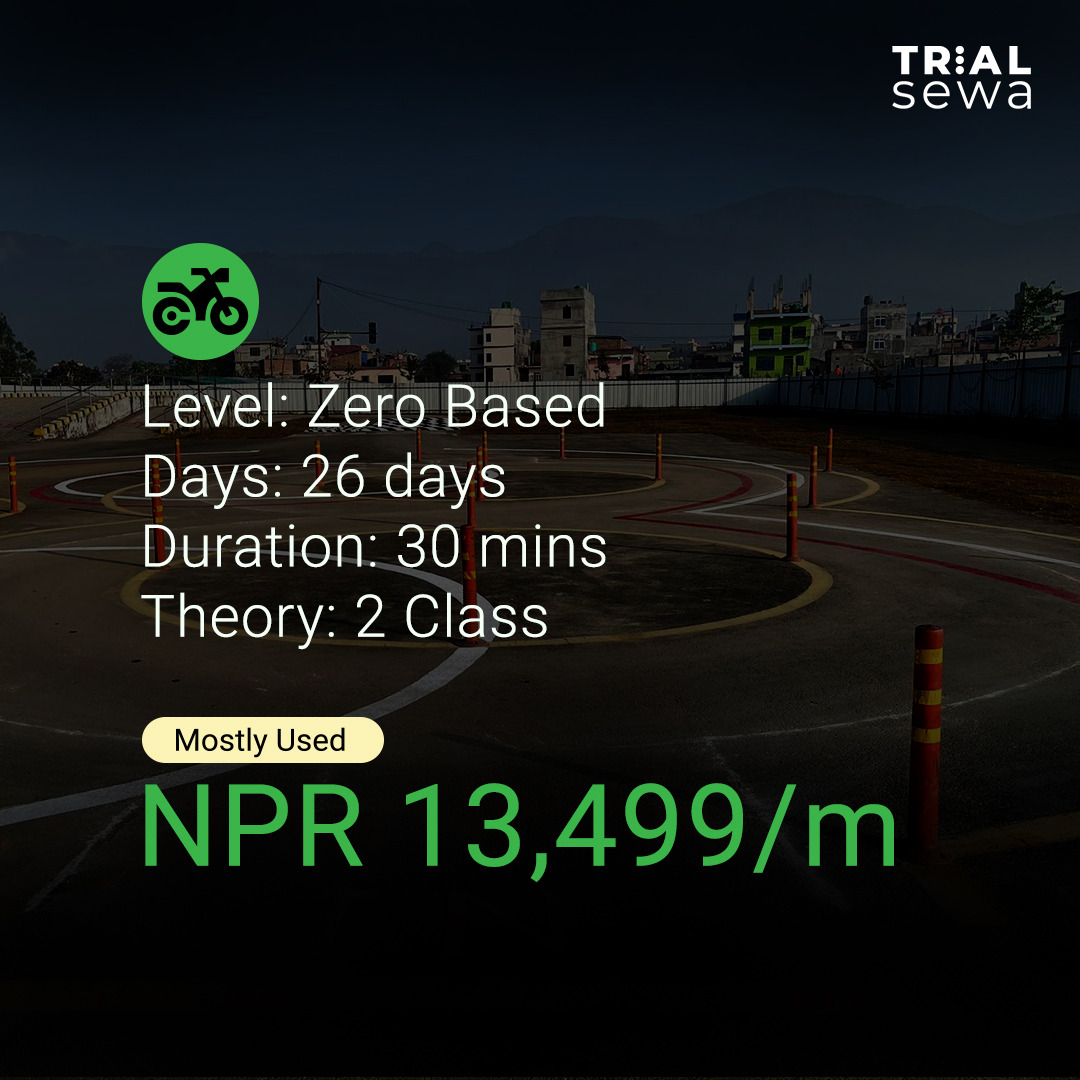 TRIAL
sewa
Level: Zero Based
Days: 26 days
Duration: 30 mins
Theory: 2 Class
Mostly Used
NPR 13,499/m